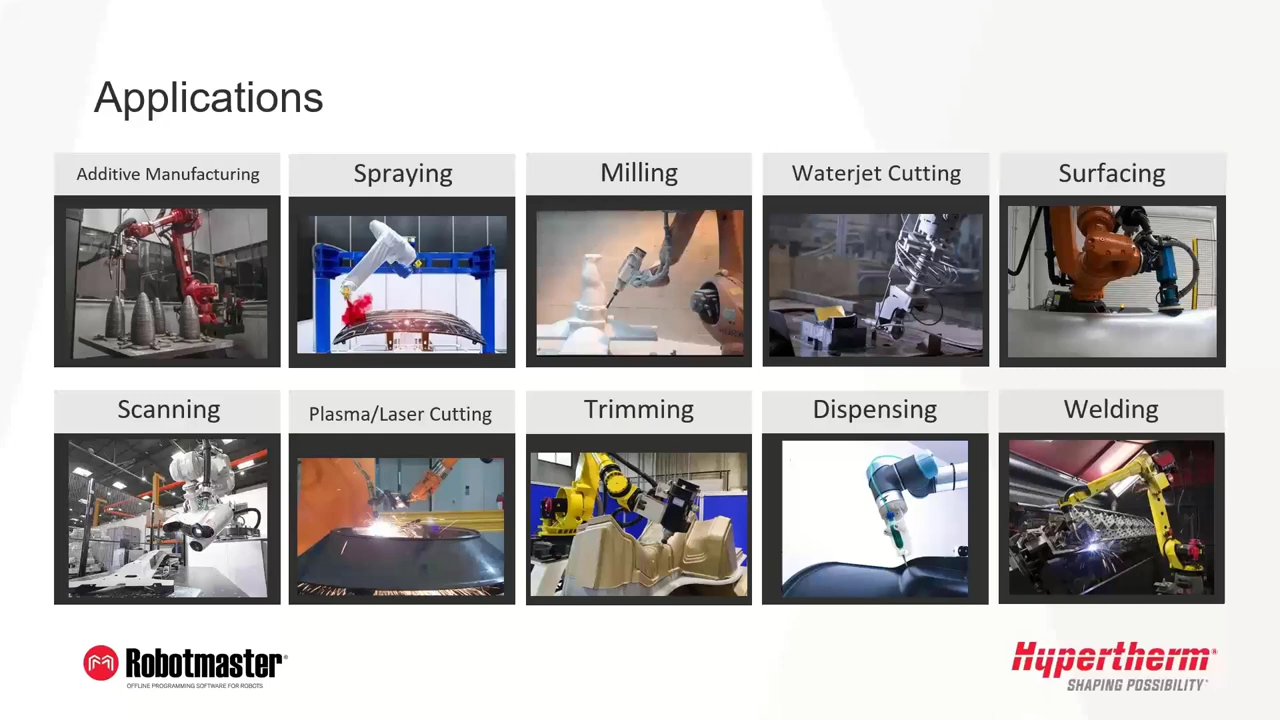 Applications
Additive Manufacturing
Spraying
Milling
Waterjet Cutting
Surfacing
Scanning
Plasma/Laser Cutting
Trimming
Dispensing
Welding
Robotmaster®
OFFLINE PROGRAMMING SOFTWARE FOR ROBOTS
Hypertherm®
SHAPING POSSIBILITY®